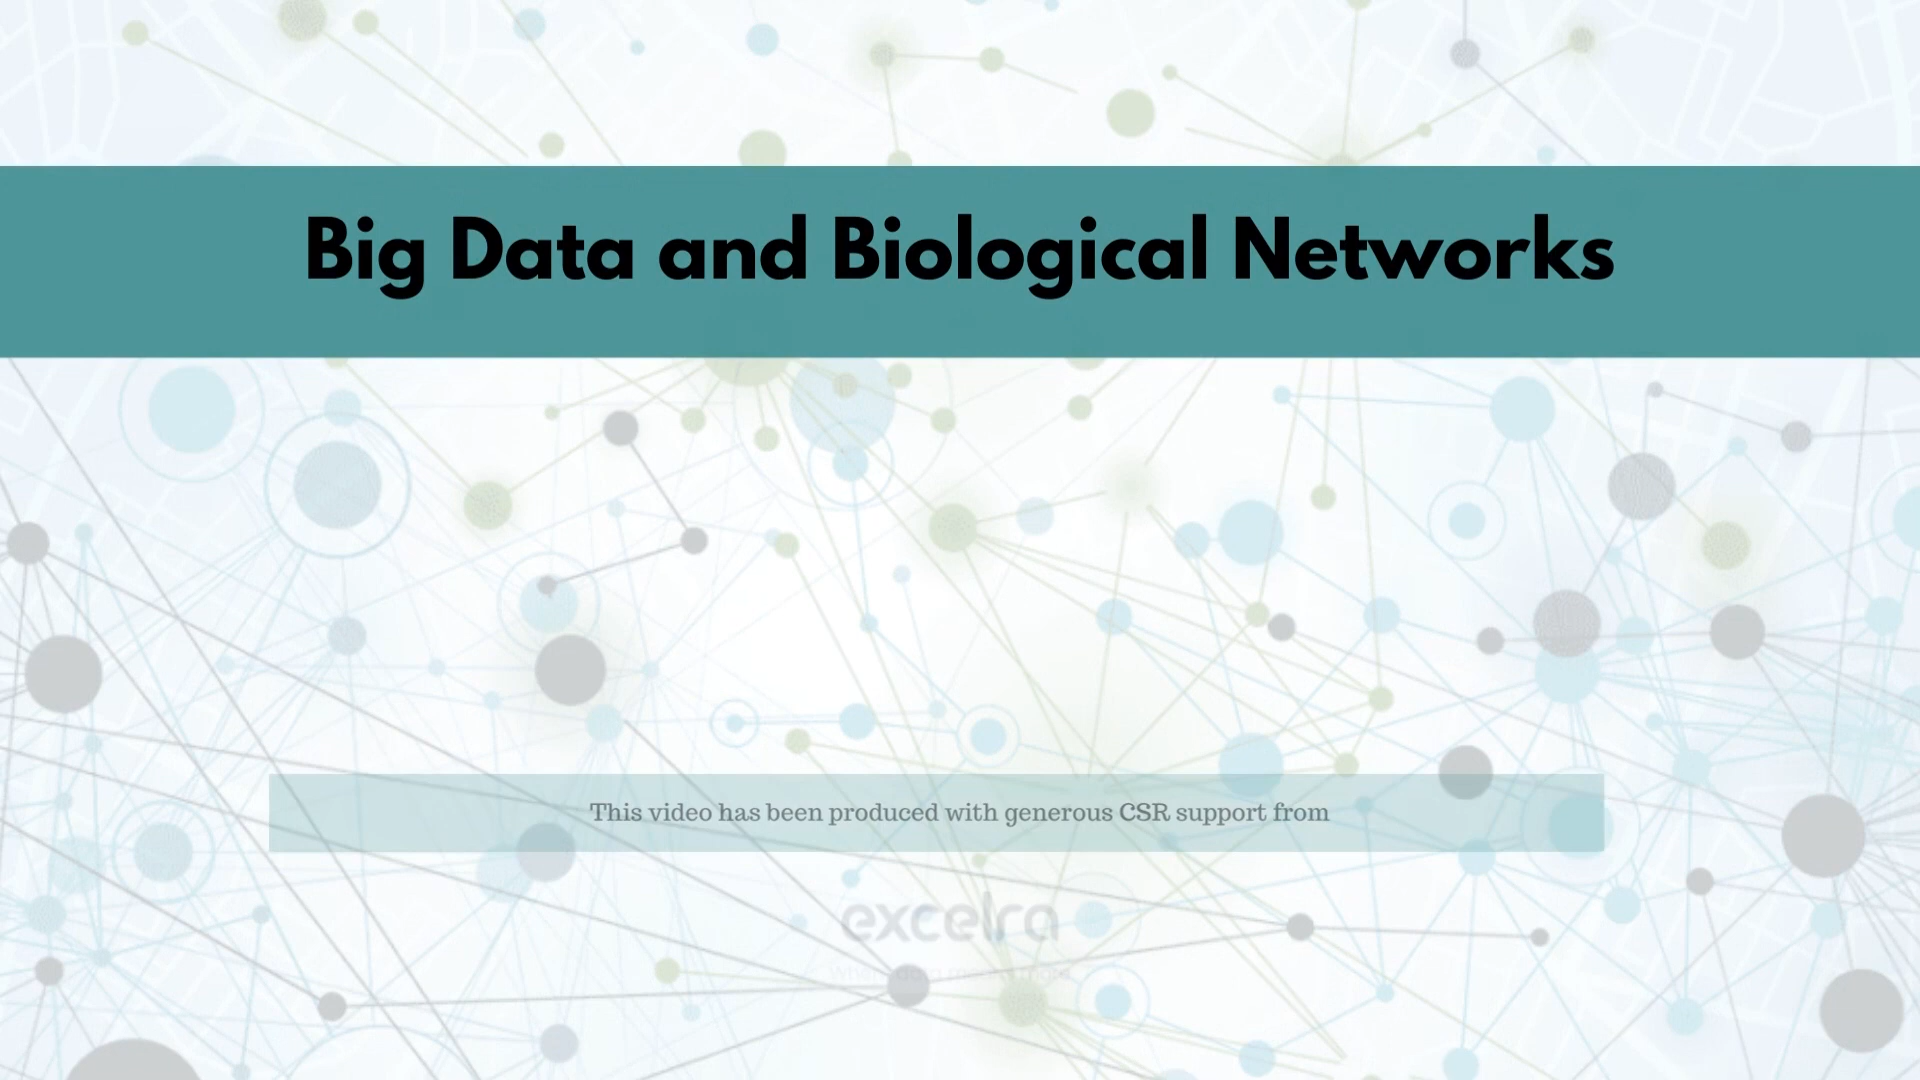 Big Data and Biological Networks
This video has been produced with generous CSR support from
excelra